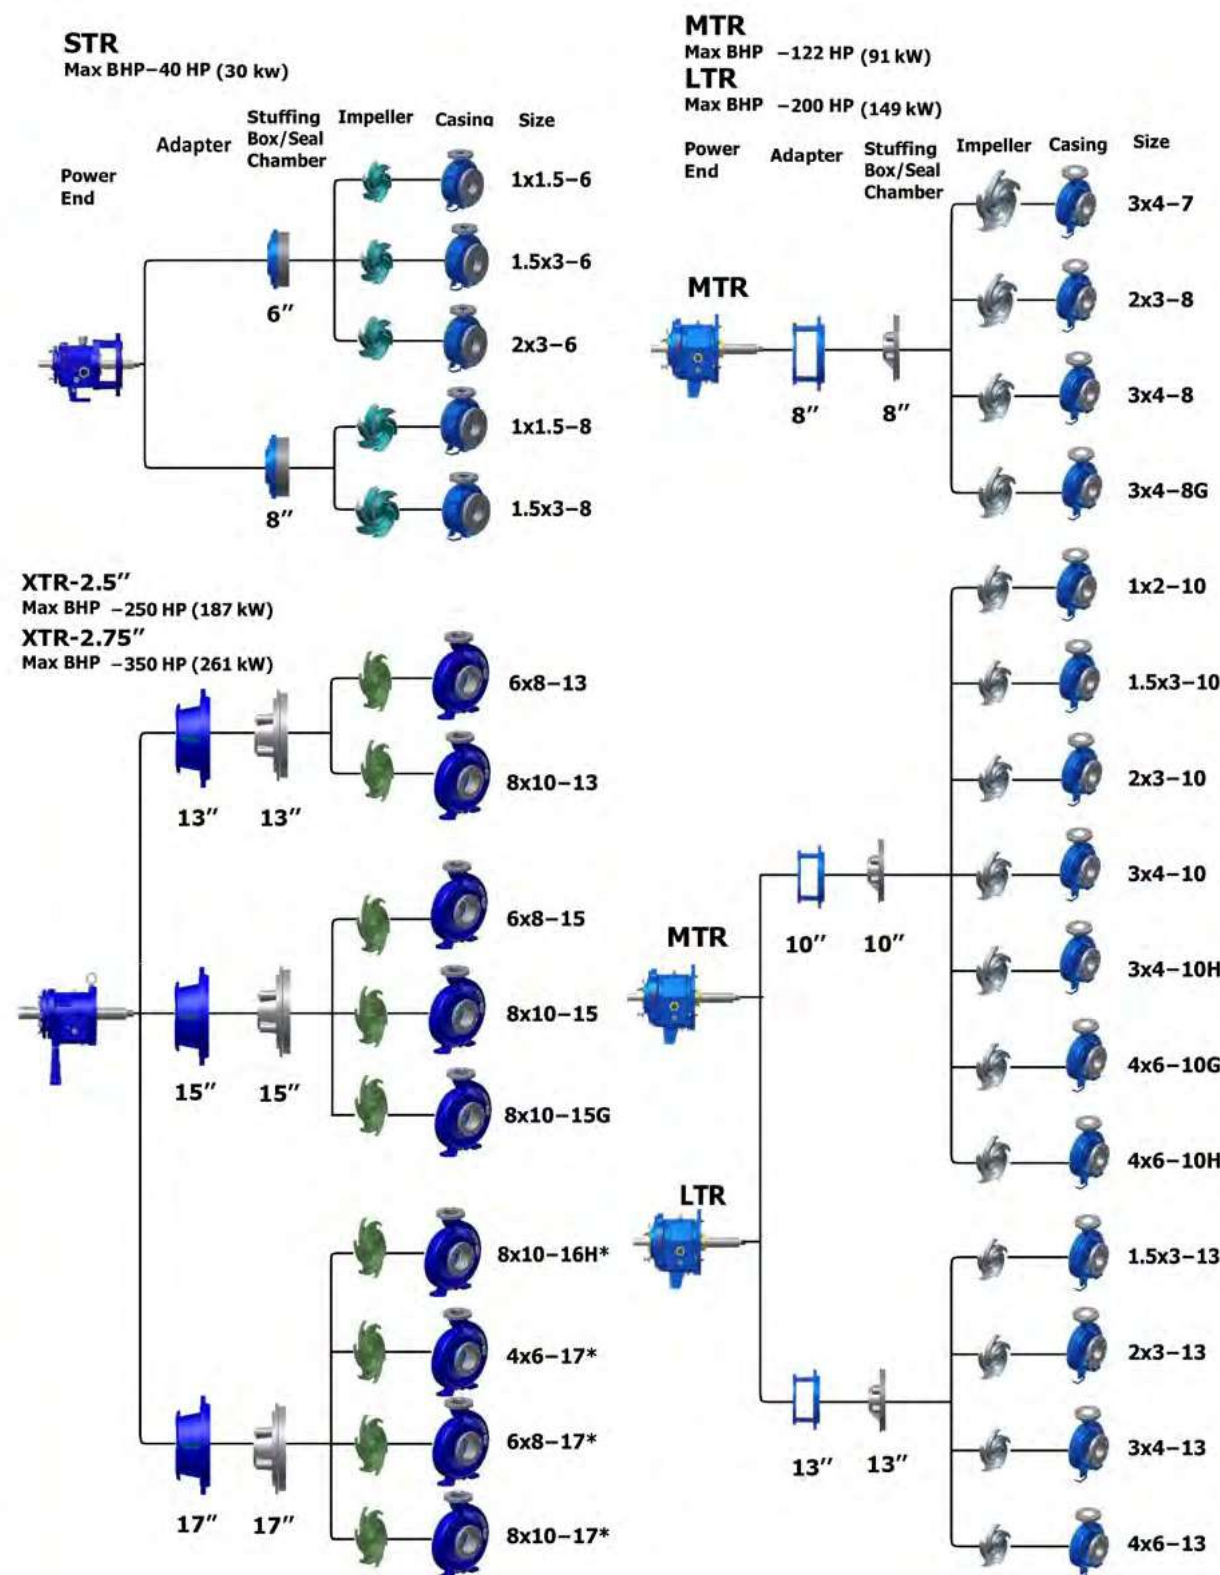 STR
Max BHP−40 HP (30 kw)
Power
End
Adapter
Stuffing
Box/Seal
Chamber
Impeller
Casing
Size
1x1.5−6
1.5x3−6
6″
2x3−6
1x1.5−8
8″
1.5x3−8
XTR-2.5″
Max BHP −250 HP (187 kW)
XTR-2.75″
Max BHP −350 HP (261 kW)
6x8−13
8x10−13
13″ 13″
6x8−15
8x10−15
15″ 15″
8x10−15G
8x10−16H*
4x6−17*
6x8−17*
17″ 17″
8x10−17*
MTR
Max BHP −122 HP (91 kW)
LTR
Max BHP −200 HP (149 kW)
Power
End
Adapter
Stuffing
Box/Seal
Chamber
Impeller
Casing
Size
3x4−7
MTR
2x3−8
3x4−8
8″ 8″
3x4−8G
1x2−10
1.5x3−10
2x3−10
3x4−10
MTR
10″ 10″
3x4−10H
4x6−10G
4x6−10H
LTR
1.5x3−13
2x3−13
3x4−13
13″ 13″
4x6−13